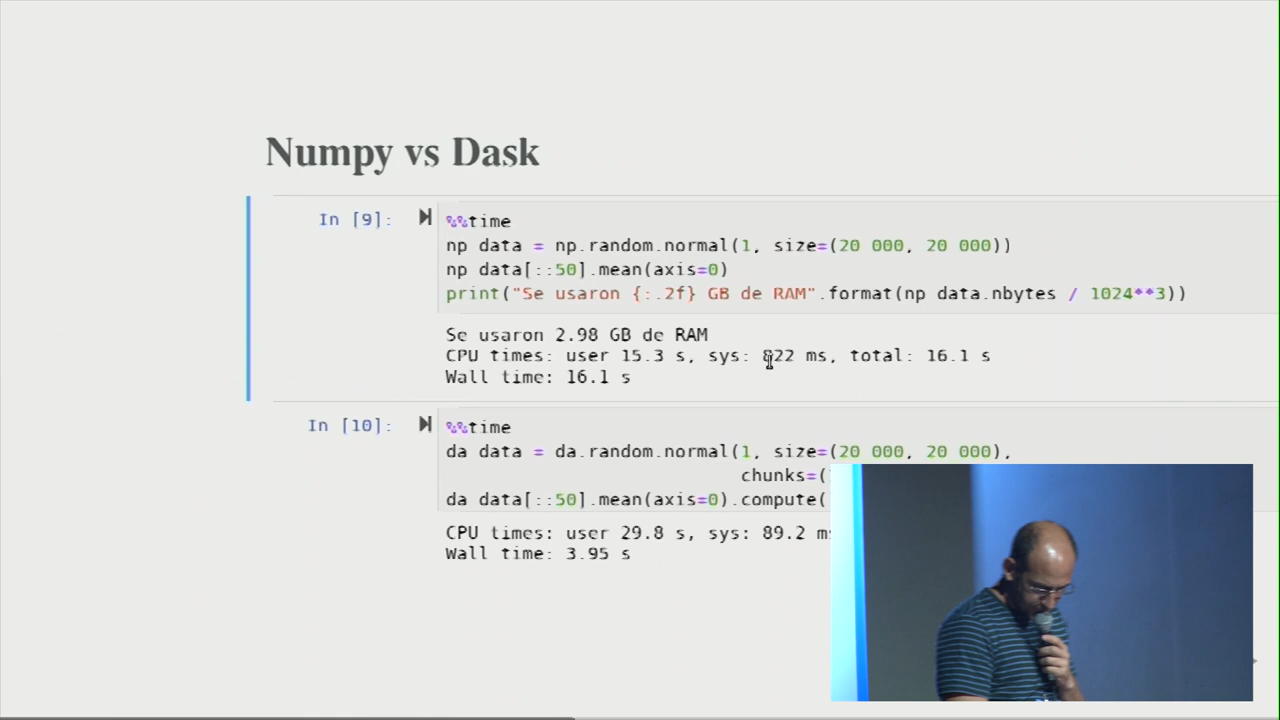 Numpy vs Dask
In [9]:
%%time
np data = np.random.normal(1, size=(20 000, 20 000))
np data[::50].mean(axis=0)
print("Se usaron {:.2f} GB de RAM".format(np data.nbytes / 1024**3))
Se usaron 2.98 GB de RAM
CPU times: user 15.3 s, sys: 822 ms, total: 16.1 s
Wall time: 16.1 s
In [10]:
%%time
da data = da.random.normal(1, size=(20 000, 20 000),
chunks=(
da data[::50].mean(axis=0).compute(
CPU times: user 29.8 s, sys: 89.2 ms
Wall time: 3.95 s